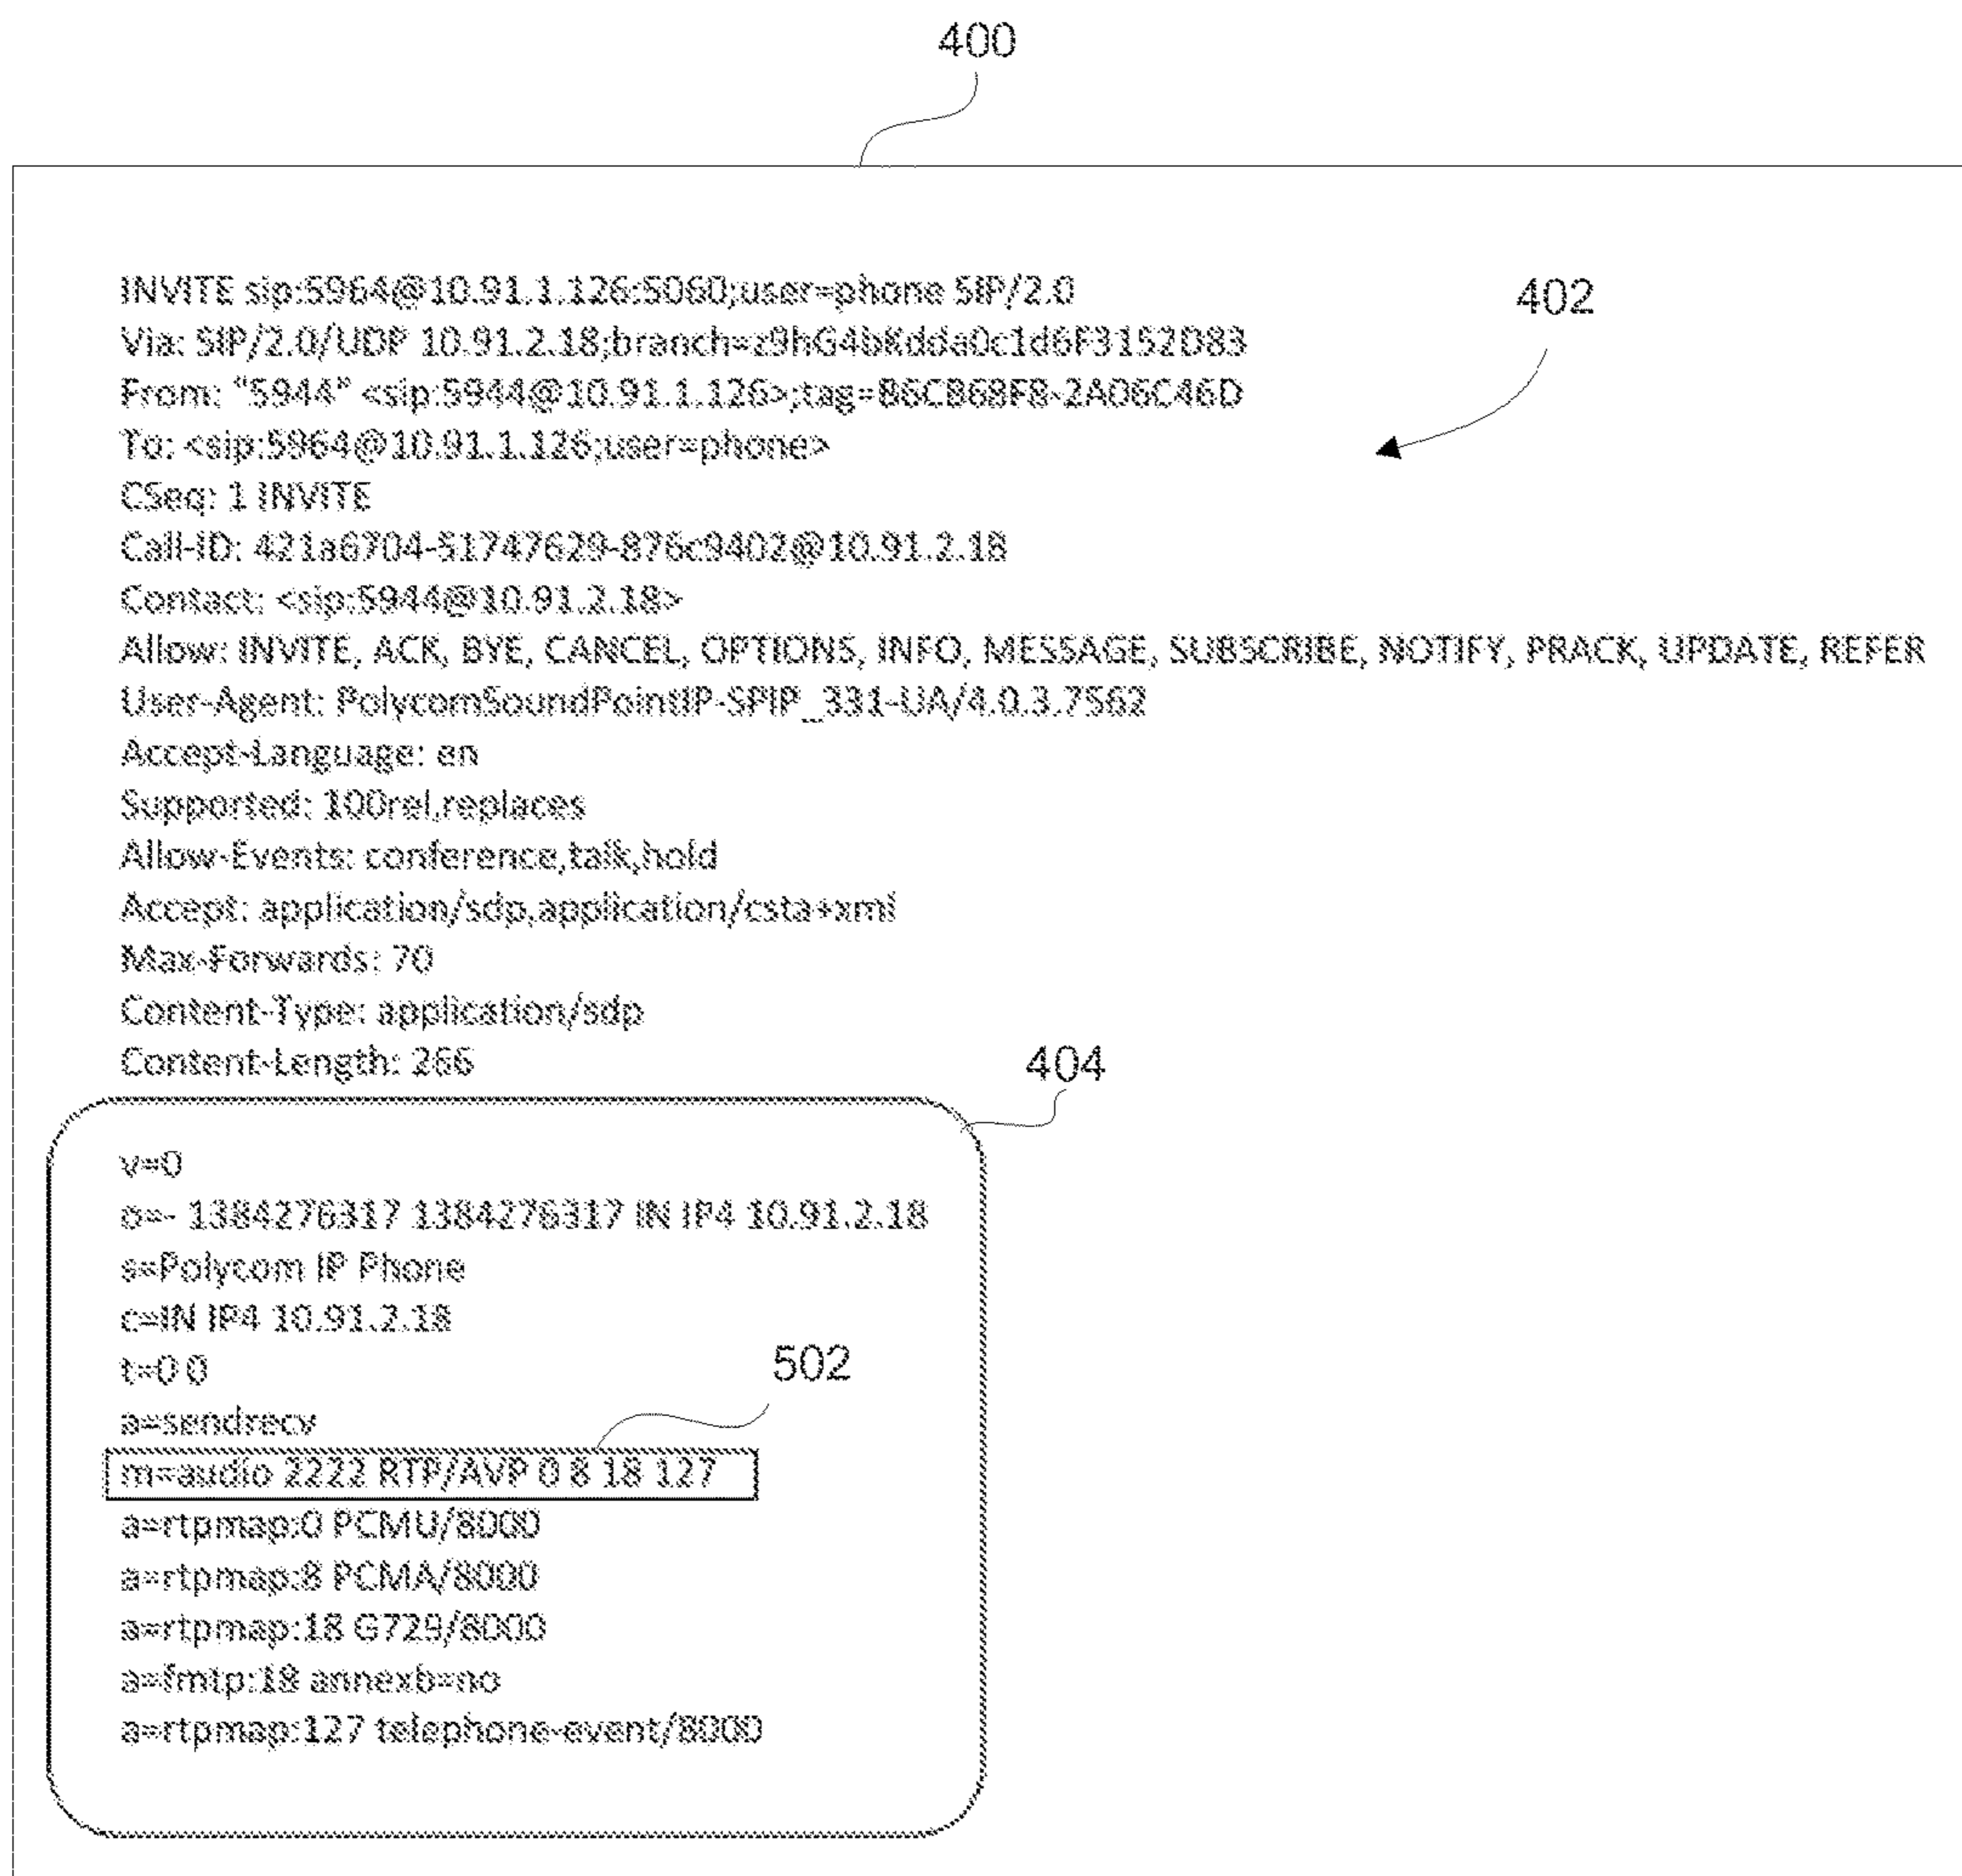 400
INVITE sip:5964@10.91.1.126:5060;user=phone SIP/2.0
402
Via: SIP/2.0/UDP 10.91.2.18;branch=z9hG4bKdda0c1d6F3152D83
From: "5944" <sip:5944@10.91.1.126>;tag=B6CB68F8-2A06C46D
To: <sip:5964@10.91.1.126;user=phone>
CSeq: 1 INVITE
Call-ID: 421a6704-51747629-876c9402@10.91.2.18
Contact: <sip:5944@10.91.2.18>
Allow: INVITE, ACK, BYE, CANCEL, OPTIONS, INFO, MESSAGE, SUBSCRIBE, NOTIFY, PRACK, UPDATE, REFER
User-Agent: PolycomSoundPointIP-SPIP_331-UA/4.0.3.7562
Accept-Language: en
Supported: 100rel,replaces
Allow-Events: conference,talk,hold
Accept: application/sdp,application/csta+xml
Max-Forwards: 70
Content-Type: application/sdp
Content-Length: 266
404
v=0
o=- 1384276317 1384276317 IN IP4 10.91.2.18
s=Polycom IP Phone
c=IN IP4 10.91.2.18
t=0 0
502
a=sendrecv
m=audio 2222 RTP/AVP 0 8 18 127
a=rtpmap:0 PCMU/8000
a=rtpmap:8 PCMA/8000
a=rtpmap:18 G729/8000
a=fmtp:18 annexb=no
a=rtpmap:127 telephone-event/8000